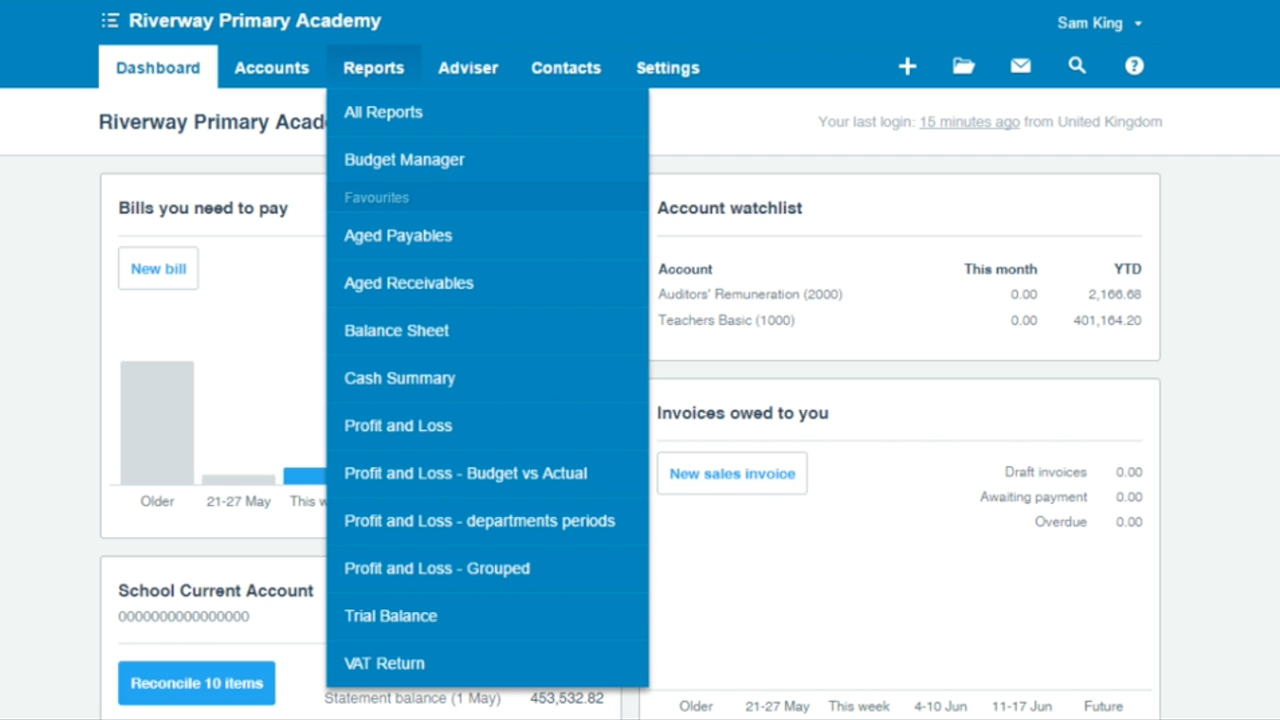 Riverway Primary Academy
Sam King
Dashboard Accounts Reports Adviser Contacts Settings
Riverway Primary Acad
Your last login: 15 minutes ago from United Kingdom
All Reports
Budget Manager
Favourites
Aged Payables
Aged Receivables
Balance Sheet
Cash Summary
Profit and Loss
Profit and Loss - Budget vs Actual
Profit and Loss - departments periods
Profit and Loss - Grouped
Trial Balance
VAT Return
Bills you need to pay
New bill
Older 21-27 May This w
School Current Account
0000000000000000
Reconcile 10 items
Statement balance (1 May) 453,532.82
Account watchlist
Account This month YTD
Auditors' Remuneration (2000) 0.00 2,166.68
Teachers Basic (1000) 0.00 401,164.20
Invoices owed to you
New sales invoice
Draft invoices 0.00
Awaiting payment 0.00
Overdue 0.00
Older 21-27 May This week 4-10 Jun 11-17 Jun Future